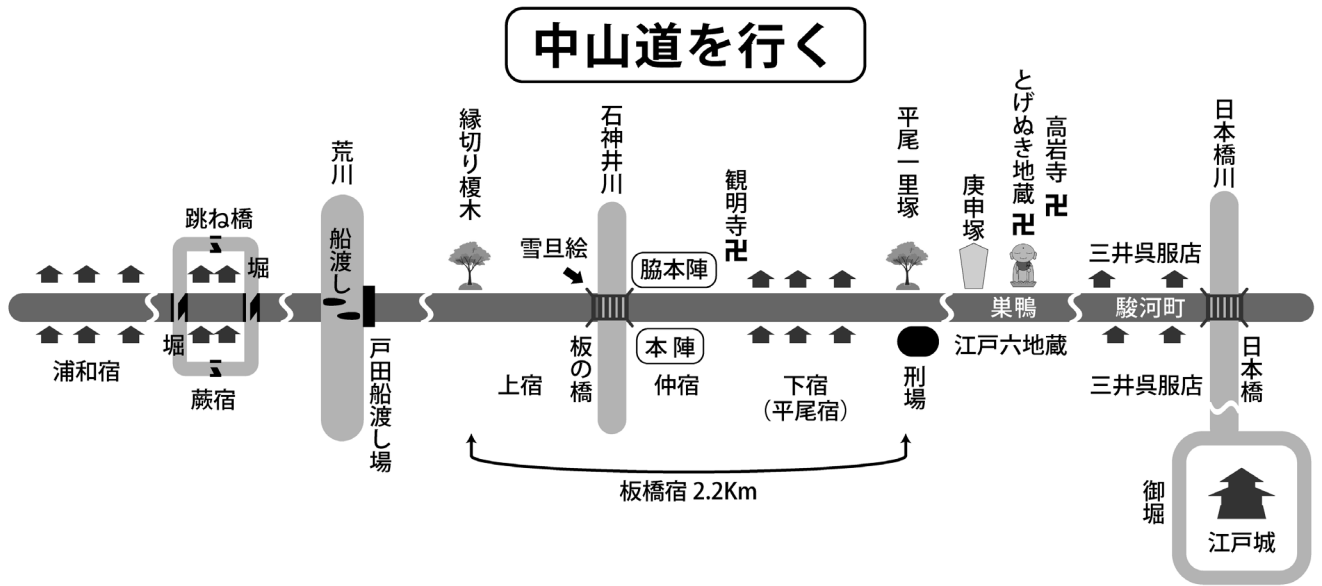 中山道を行く
日本橋川
高岩寺
卍
とげぬき地蔵
卍
庚申塚
平尾一里塚
観明寺
卍
石神井川
縁切り榎木
荒川
跳ね橋
三井呉服店
脇本陣
雪旦絵
船渡し
堀
駿河町
巣鴨
日本橋
三井呉服店
江戸六地蔵
刑場
下宿
（平尾宿）
本陣
仲宿
板の橋
上宿
戸田船渡し場
堀
蕨宿
浦和宿
板橋宿 2.2Km
御堀
江戸城